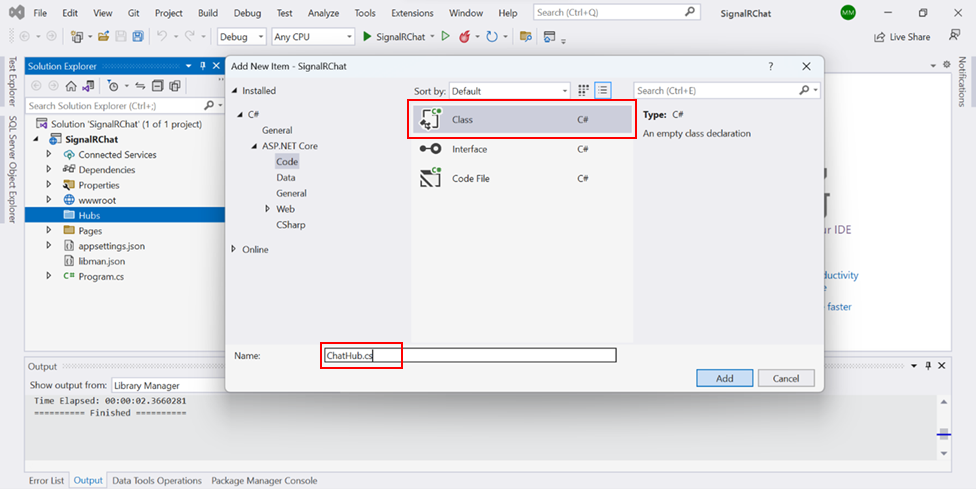 File Edit View Git Project Build Debug Test Analyze Tools Extensions Window Help Search (Ctrl+Q) SignalRChat MM
Debug Any CPU SignalRChat Live Share
Test Explorer
SQL Server Object Explorer
Solution Explorer
Search Solution Explorer (Ctrl+;)
Solution 'SignalRChat' (1 of 1 project)
SignalRChat
Connected Services
Dependencies
Properties
wwwroot
Hubs
Pages
appsettings.json
libman.json
C# Program.cs
Add New Item - SignalRChat ?
Installed
C#
General
ASP.NET Core
Code
Data
General
Web
CSharp
Online
Sort by: Default
Class C#
Interface C#
Code File C#
Search (Ctrl+E)
Type: C#
An empty class declaration
Name: ChatHub.cs
Add Cancel
ur IDE
ductivity
faster
Notifications
Output
Show output from: Library Manager
Time Elapsed: 00:00:02.3660281
========== Finished ==========
Error List Output Data Tools Operations Package Manager Console